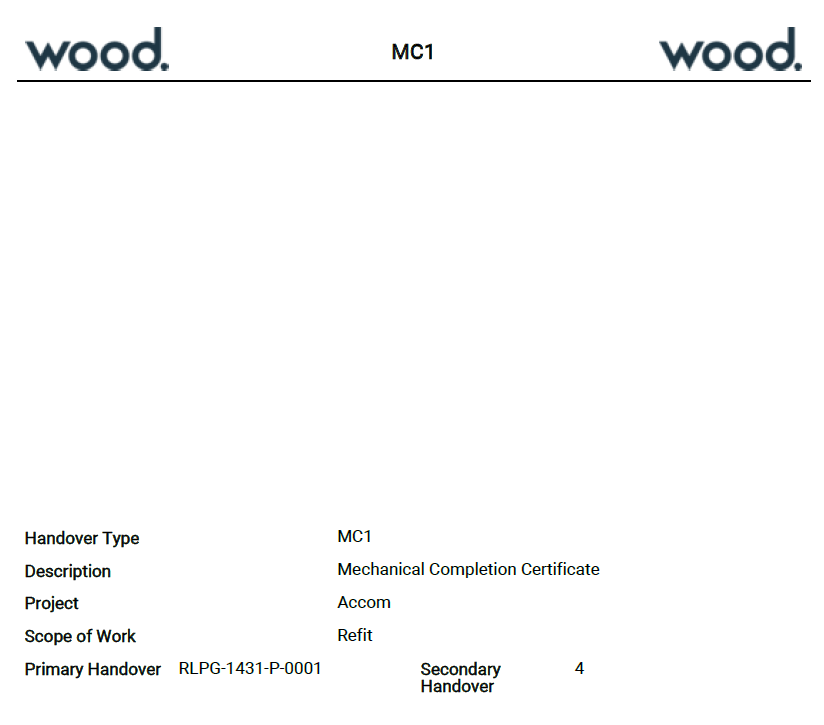 wood. MC1 wood.
Handover Type MC1
Description Mechanical Completion Certificate
Project Accom
Scope of Work Refit
Primary Handover RLPG-1431-P-0001 Secondary 4
Handover